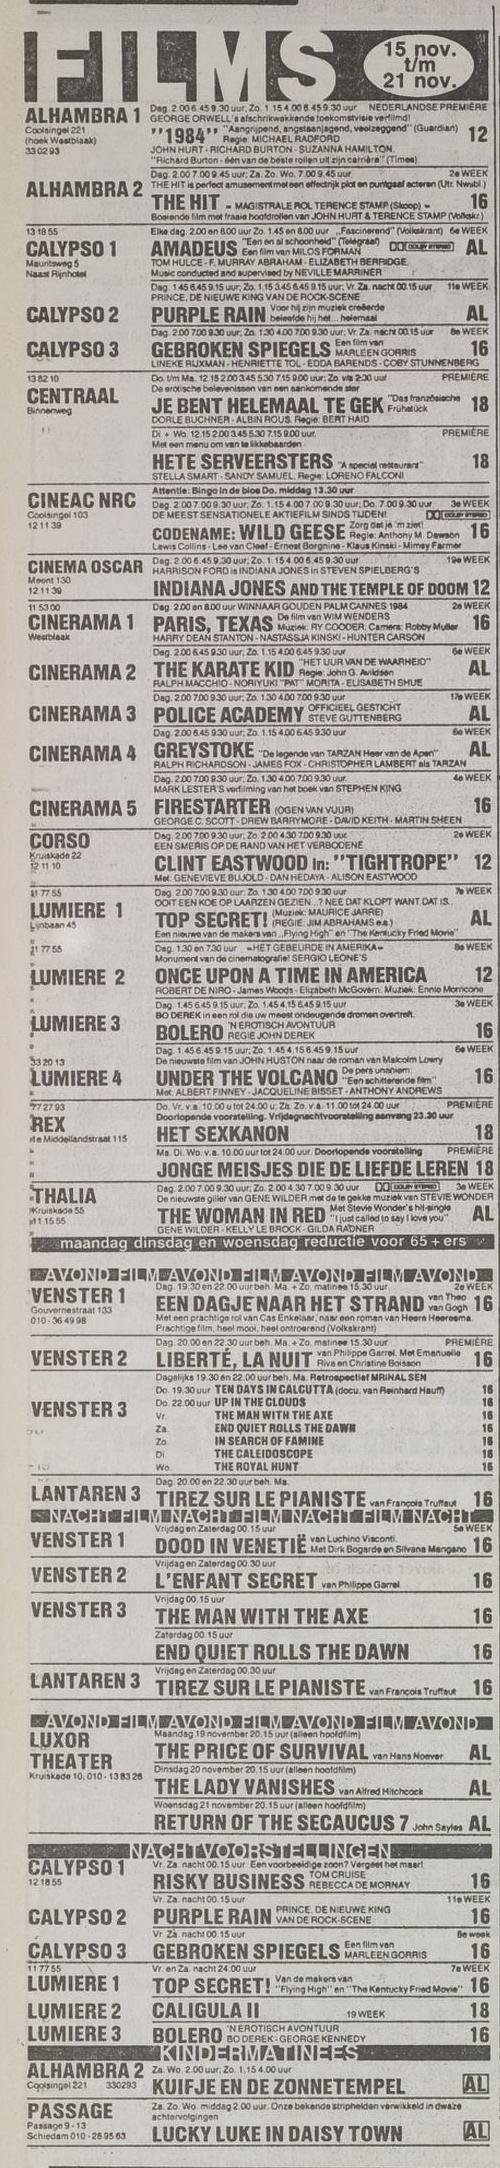 FILMS
15 nov.
t/m
21 nov.
ALHAMBRA 1
Coolsingel 221
(hoek Westblaak)
33 02 93
Dag. 2.00 6.45 9.30 uur; Zo. 1.15 4.00 6.45 9.30 uur NEDERLANDSE PREMIÈRE
GEORGE ORWELL's afschrikwekkende toekomstvisie verfilmd!
''1984'' "Aangrijpend, angstaanjagend, veelzeggend" (Guardian) 12
Regie: MICHAEL RADFORD
JOHN HURT - RICHARD BURTON - SUZANNA HAMILTON.
"Richard Burton - één van de beste rollen uit zijn carrière" (Times)
ALHAMBRA 2
Dag. 2.00 7.00 9.45 uur; Za. Zo. Wo. 7.00 9.45 uur 2e WEEK
THE HIT is perfect amusement met een effectrijk plot en puntgaaf acteren (Utr. Nwsbl.)
THE HIT - MAGISTRALE ROL TERENCE STAMP (Skoop) - 16
Boeiende film met fraaie hoofdrollen van JOHN HURT & TERENCE STAMP (Volkskr.)
13 18 55
CALYPSO 1
Mauritsweg 5
Naast Rijnhotel
Elke dag. 2.00 en 8.00 uur Zo. 1.45 en 8.00 uur „Fascinerend" (Volkskrant) 6e WEEK
AMADEUS "Een en al schoonheid" (Telegraaf) DOLBY STEREO AL
Een film van MILOS FORMAN
TOM HULCE - F. MURRAY ABRAHAM - ELIZABETH BERRIDGE.
Music conducted and supervised by NEVILLE MARRINER
CALYPSO 2
Dag. 1.45 6.45 9.15 uur; Zo. 1.15 3.45 6.45 9.15 uur; Vr. Za. nacht 00.15 uur 11e WEEK
PRINCE, DE NIEUWE KING VAN DE ROCK-SCENE
PURPLE RAIN Voor hij zijn muziek creëerde AL
beleefde hij het... helemaal
CALYPSO 3
Dag. 2.00 7.00 9.30 uur; Zo. 1.30 4.00 7.00 9.30 uur; Vr. Za. nacht 00.15 uur 8e WEEK
GEBROKEN SPIEGELS Een film van 16
MARLEEN GORRIS
LINEKE RIJXMAN - HENRIETTE TOL - EDDA BARENDS - COBY STUNNENBERG
13 82 10
CENTRAAL
Binnenweg
Do. t/m Ma. 12.15 2.00 3.45 5.30 7.15 9.00 uur; Zo. v/a 2.00 uur PREMIÈRE
De erotische belevenissen van een aankomende ster
JE BENT HELEMAAL TE GEK "Das französische 18
Frühstück
DORLE BUCHNER - ALBIN ROUS. Regie: BERT HAID
Di + Wo. 12.15 2.00 3.45 5.30 7.15 9.00 uur. PREMIÈRE
Met een menu om van te likkebaarden
HETE SERVEERSTERS "A special restaurant" 18
STELLA SMART - SANDY SAMUEL. Regie: LORENO FALCONI
CINEAC NRC
Coolsingel 103
12 11 39
Attentie: Bingo in de bios Do. middag 13.30 uur
Dag. 2.00 7.00 9.30 uur; Zo. 1.15 4.00 7.00 9.30 uur; Do. 7.00 9.30 uur 3e WEEK
DE MEEST SENSATIONELE AKTIEFILM SINDS TIJDEN! DOLBY STEREO
CODENAME: WILD GEESE Zorg dat je 'm ziet! 16
Regie: Anthony M. Dawson
Lewis Collins - Lee van Cleef - Ernest Borgnine - Klaus Kinski - Mimsy Farmer
CINEMA OSCAR
Meent 130
12 11 39
Dag. 2.00 6.45 9.15 uur; Zo. 1.15 4.00 6.45 9.15 uur 19e WEEK
HARRISON FORD is INDIANA JONES in STEVEN SPIELBERG'S
INDIANA JONES AND THE TEMPLE OF DOOM 12
11 53 00
CINERAMA 1
Westblaak
Dag. 2.00 en 8.00 uur WINNAAR GOUDEN PALM CANNES 1984 2e WEEK
PARIS, TEXAS De film van WIM WENDERS 16
Muziek: RY COODER. Camera: Robby Muller
HARRY DEAN STANTON - NASTASSJA KINSKI - HUNTER CARSON
CINERAMA 2
Dag. 2.00 6.45 9.30 uur; Zo. 1.15 4.00 6.45 9.30 uur 6e WEEK
THE KARATE KID "HET UUR VAN DE WAARHEID" AL
Regie: John G. Avildsen
RALPH MACCHIO - NORIYUKI "PAT" MORITA - ELISABETH SHUE
CINERAMA 3
Dag. 2.00 7.00 9.30 uur; Zo. 1.30 4.00 7.00 9.30 uur 17e WEEK
POLICE ACADEMY OFFICIEEL GESTICHT AL
STEVE GUTTENBERG
CINERAMA 4
Dag. 2.00 6.45 9.30 uur; Zo. 1.15 4.00 6.45 9.30 uur 6e WEEK
GREYSTOKE "De legende van TARZAN Heer van de Apen" AL
RALPH RICHARDSON - JAMES FOX - CHRISTOPHER LAMBERT als TARZAN
CINERAMA 5
Dag. 2.00 7.00 9.30 uur; Zo. 1.30 4.00 7.00 9.30 uur. 4e WEEK
MARK LESTER's verfilming van het boek van STEPHEN KING
FIRESTARTER (OGEN VAN VUUR) 16
GEORGE C. SCOTT - DREW BARRYMORE - DAVID KEITH - MARTIN SHEEN
CORSO
Kruiskade 22
12 11 10
Dag. 2.00 7.00 9.30 uur; Zo. 2.00 4.30 7.00 9.30 uur 2e WEEK
EEN SMERIS OP DE RAND VAN HET VERBODENE
CLINT EASTWOOD in: ''TIGHTROPE'' 12
Met: GENEVIEVE BUJOLD - DAN HEDAYA - ALISON EASTWOOD
11 77 55
LUMIERE 1
Lijnbaan 45
Dag. 2.00 7.00 9.30 uur; Zo. 1.30 4.00 7.00 9.30 uur 7e WEEK
OOIT EEN KOE OP LAARZEN GEZIEN...? NEE DAT KLOPT WANT DAT IS..
TOP SECRET! (Muziek: MAURICE JARRE) AL
(REGIE: JIM ABRAHAMS e.a.)
Een nieuwe van de makers van „Flying High" en "The Kentucky Fried Movie"
11 77 55
LUMIERE 2
Dag. 1.30 en 7.30 uur -HET GEBEURDE IN AMERIKA- 8e WEEK
Monument van de cinematografie! SERGIO LEONE'S
ONCE UPON A TIME IN AMERICA 12
ROBERT DE NIRO - James Woods - Elizabeth McGovern. Muziek: Ennio Morricone
LUMIERE 3
Dag. 1.45 6.45 9.15 uur; Zo. 1.45 4.15 6.45 9.15 uur 3e WEEK
BO DEREK in een rol die uw meest ondeugende dromen overtreft.
BOLERO 'N EROTISCH AVONTUUR 16
REGIE JOHN DEREK
33 20 13
LUMIERE 4
Dag. 1.45 6.45 9.15 uur; Zo. 1.45 4.15 6.45 9.15 uur 6e WEEK
De nieuwste film van JOHN HUSTON naar de roman van Malcolm Lowry
UNDER THE VOLCANO De pers unaniem: 16
"Een schitterende film"
Met: ALBERT FINNEY - JACQUELINE BISSET - ANTHONY ANDREWS
77 27 93
REX
1e Middellandstraat 115
Do. Vr. v.a. 10.00 u tot 24.00 u; Za. Zo. v.a. 11.00 tot 24.00 uur PREMIÈRE
Doorlopende voorstelling. Vrijdagnachtvoorstelling aanvang 23.30 uur
HET SEXKANON 18
Ma. Di. Wo. v.a. 10.00 uur tot 24.00 uur. Doorlopende voorstelling PREMIÈRE
JONGE MEISJES DIE DE LIEFDE LEREN 18
THALIA
Kruiskade 55
11 15 55
Dag. 2.00 7.00 9.30 uur; Zo. 2.00 4.30 7.00 9.30 uur DOLBY STEREO 3e WEEK
De nieuwste giller van GENE WILDER met de te gekke muziek van STEVIE WONDER
THE WOMAN IN RED Met Stevie Wonder's hit-single AL
"I just called to say I love you"
GENE WILDER - KELLY LE BROCK - GILDA RADNER
maandag dinsdag en woensdag reductie voor 65+ers
AVOND FILM AVOND FILM AVOND FILM AVOND
VENSTER 1
Gouvernestraat 133
010 - 36 49 98
Dag. 19.30 en 22.00 uur beh. Ma. Zo. matinee 15.30 uur. 2e WEEK
EEN DAGJE NAAR HET STRAND van Theo 16
van Gogh
Met een prachtige rol van Cas Enkelaar, naar een roman van Heere Heeresma.
Prachtige film, heel mooi, heel ontroerend (Volkskrant)
VENSTER 2
Dag. 20.00 en 22.30 uur beh. Ma. + Zo. matinee 15.30 uur PREMIÈRE
LIBERTÉ, LA NUIT van Philippe Garrel. Met Emanuelle 16
Riva en Christine Boisson
VENSTER 3
Dagelijks 19.30 en 22.00 uur beh. Ma. Retrospectief MRINAL SEN
Do. 19.30 uur TEN DAYS IN CALCUTTA (docu. van Reinhard Hauff) 16
Do. 22.00 uur UP IN THE CLOUDS 16
Vr. THE MAN WITH THE AXE 16
Za. END QUIET ROLLS THE DAWN 16
Zo. IN SEARCH OF FAMINE 16
Di. THE CALEIDOSCOPE 16
Wo. THE ROYAL HUNT 16
LANTAREN 3
Dag. 20.00 en 22.30 uur beh. Ma.
TIREZ SUR LE PIANISTE van François Truffaut 16
NACHT FILM NACHT FILM NACHT FILM NACHT
VENSTER 1
Vrijdag en Zaterdag 00.15 uur 5e WEEK
DOOD IN VENETIË van Luchino Visconti. 16
Met Dirk Bogarde en Silvana Mangano
VENSTER 2
Vrijdag en Zaterdag 00.30 uur
L'ENFANT SECRET van Philippe Garrel 16
VENSTER 3
Vrijdag 00.15 uur
THE MAN WITH THE AXE 16
Zaterdag 00.15 uur
END QUIET ROLLS THE DAWN 16
LANTAREN 3
Vrijdag en Zaterdag 00.30 uur
TIREZ SUR LE PIANISTE van François Truffaut 16
AVOND FILM AVOND FILM AVOND FILM AVOND
LUXOR
THEATER
Kruiskade 10, 010 - 13 83 26
Maandag 19 november 20.15 uur (alleen hoofdfilm)
THE PRICE OF SURVIVAL van Hans Noever AL
Dinsdag 20 november 20.15 uur (alleen hoofdfilm)
THE LADY VANISHES van Alfred Hitchcock AL
Woensdag 21 november 20.15 uur (alleen hoofdfilm)
RETURN OF THE SECAUCUS 7 John Sayles AL
NACHTVOORSTELLINGEN
CALYPSO 1
12 18 55
Vr. Za. nacht 00.15 uur Een voorbeeldige zoon? Vergeet het maar!
RISKY BUSINESS TOM CRUISE 16
REBECCA DE MORNAY
CALYPSO 2
Vr. Za. nacht 00.15 uur 11e WEEK
PURPLE RAIN PRINCE, DE NIEUWE KING 16
VAN DE ROCK-SCENE
CALYPSO 3
Vr. Za. nacht 00.15 uur 8e week
GEBROKEN SPIEGELS Een film van 16
MARLEEN GORRIS
11 77 55
LUMIERE 1
Vr. en Za. nacht 24.00 uur 7e WEEK
TOP SECRET! Van de makers van 16
"Flying High" en "The Kentucky Fried Movie"
LUMIERE 2
CALIGULA II 19 WEEK 18
LUMIERE 3
BOLERO 'N EROTISCH AVONTUUR 16
BO DEREK - GEORGE KENNEDY
KINDERMATINEES
ALHAMBRA 2
Coolsingel 221 330293
Za. Wo. 2.00 uur; Zo. 1.15 4.00 uur
KUIFJE EN DE ZONNETEMPEL AL
PASSAGE
Passage 9 - 13
Schiedam 010 - 26 95 63
Za. Zo. Wo. middag 2.00 uur. Onze bekende striphelden verwikkeld in dwaze
achtervolgingen
LUCKY LUKE IN DAISY TOWN AL